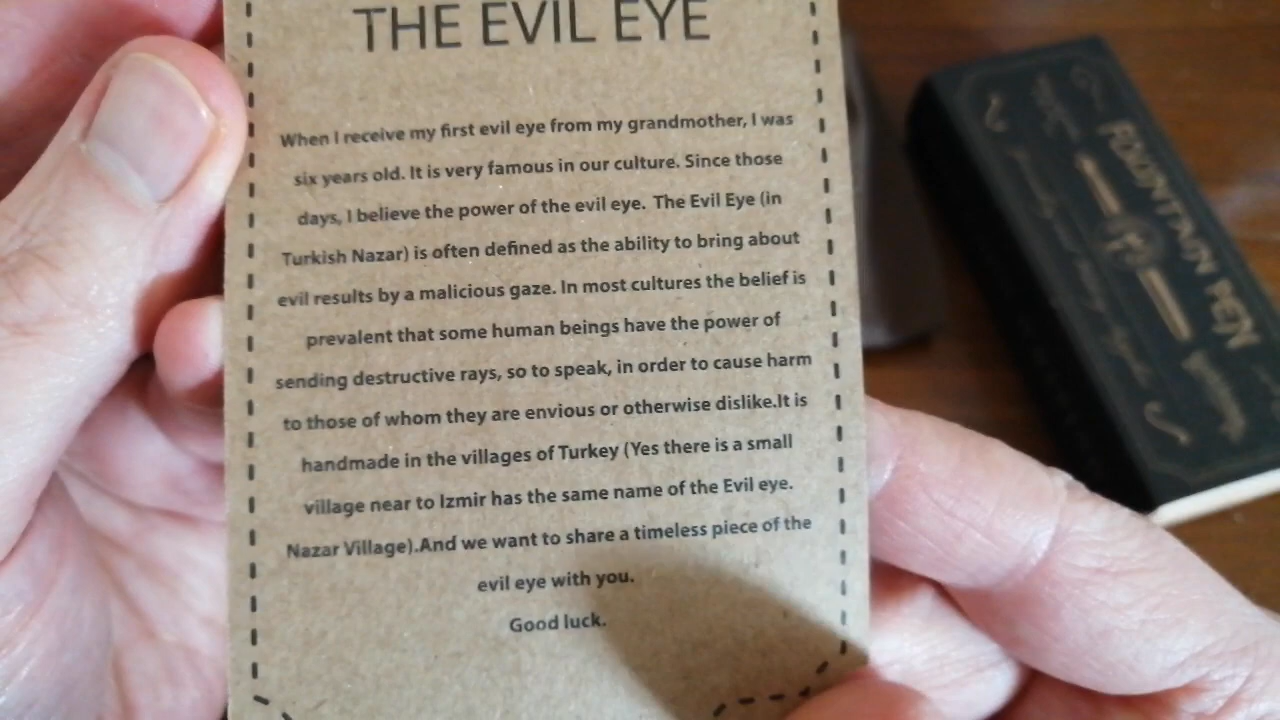 THE EVIL EYE
When I receive my first evil eye from my grandmother, I was
six years old. It is very famous in our culture. Since those
days, I believe the power of the evil eye. The Evil Eye (in
Turkish Nazar) is often defined as the ability to bring about
evil results by a malicious gaze. In most cultures the belief is
prevalent that some human beings have the power of
sending destructive rays, so to speak, in order to cause harm
to those of whom they are envious or otherwise dislike.It is
handmade in the villages of Turkey (Yes there is a small
village near to Izmir has the same name of the Evil eye.
Nazar Village).And we want to share a timeless piece of the
evil eye with you.
Good luck.
FOUNTAIN PEN